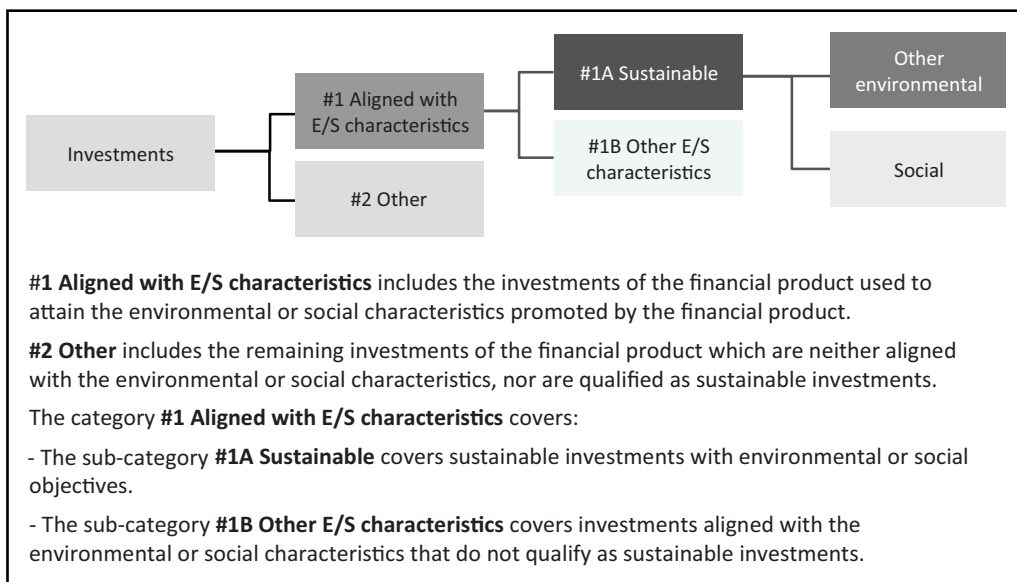 Investments
#1 Aligned with
E/S characteristics
#2 Other
#1A Sustainable
#1B Other E/S
characteristics
Other
environmental
Social
#1 Aligned with E/S characteristics includes the investments of the financial product used to
attain the environmental or social characteristics promoted by the financial product.
#2 Other includes the remaining investments of the financial product which are neither aligned
with the environmental or social characteristics, nor are qualified as sustainable investments.
The category #1 Aligned with E/S characteristics covers:
- The sub-category #1A Sustainable covers sustainable investments with environmental or social
objectives.
- The sub-category #1B Other E/S characteristics covers investments aligned with the
environmental or social characteristics that do not qualify as sustainable investments.